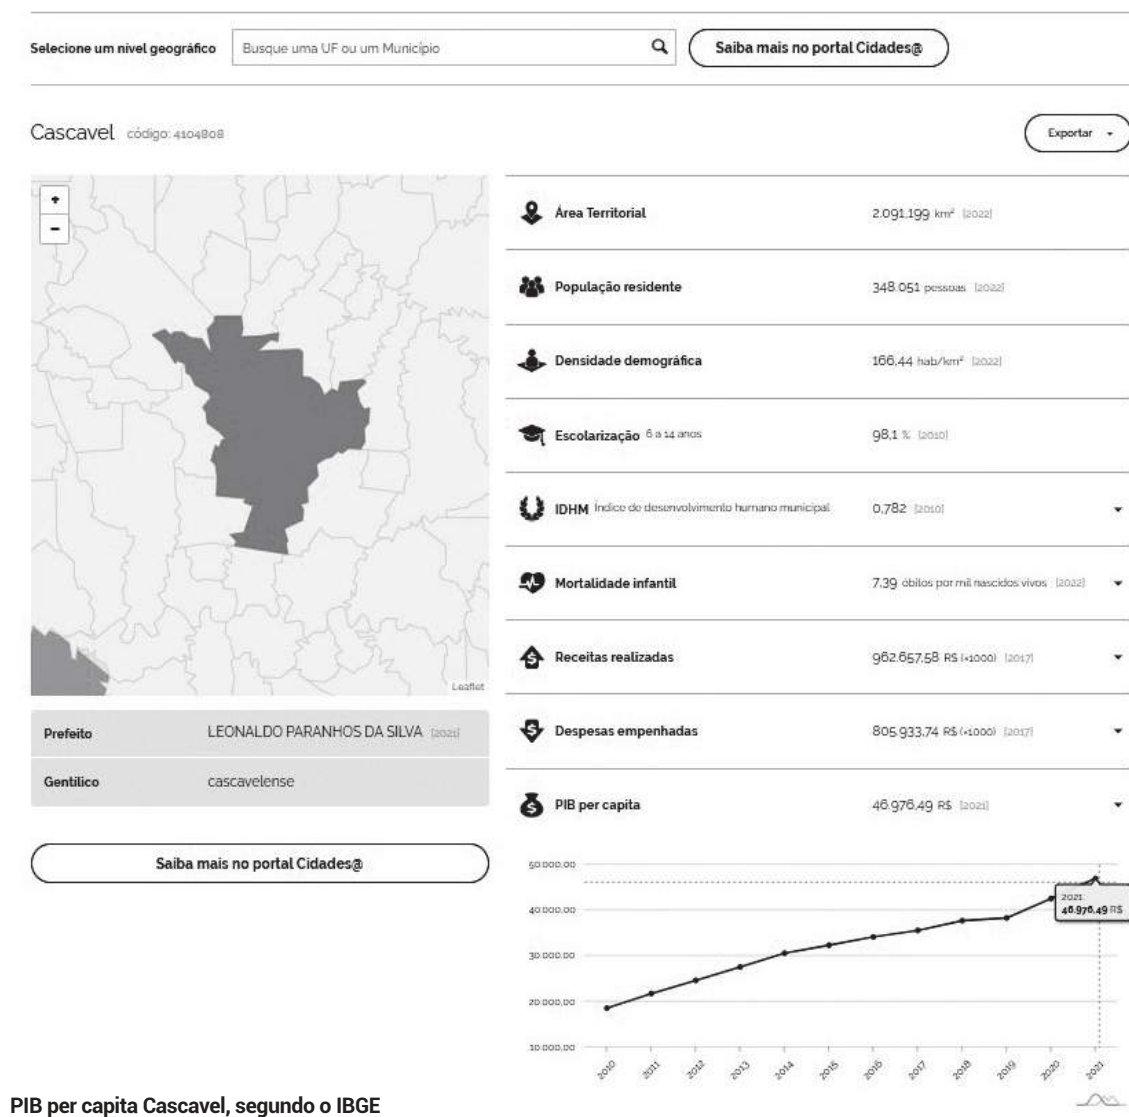 Selecione um nível geográfico Busque uma UF ou um Município Saiba mais no portal Cidades@
Cascavel código: 4104808
Exportar
+
-
Leaflet
Prefeito LEONALDO PARANHOS DA SILVA [2021]
Gentílico cascavelense
Saiba mais no portal Cidades@
Área Territorial 2.091,199 km² [2022]
População residente 348.051 pessoas [2022]
Densidade demográfica 166,44 hab/km² [2022]
Escolarização 6 a 14 anos 98,1 % [2010]
IDHM Índice de desenvolvimento humano municipal 0,782 [2010]
Mortalidade infantil 7,39 óbitos por mil nascidos vivos [2022]
Receitas realizadas 962.657,58 R$ (×1000) [2017]
Despesas empenhadas 805.933,74 R$ (×1000) [2017]
PIB per capita 46.976,49 R$ [2021]
50.000,00
40.000,00
30.000,00
20.000,00
10.000,00
2021:
46.976,49 R$
2010 2011 2012 2013 2014 2015 2016 2017 2018 2019 2020 2021
PIB per capita Cascavel, segundo o IBGE